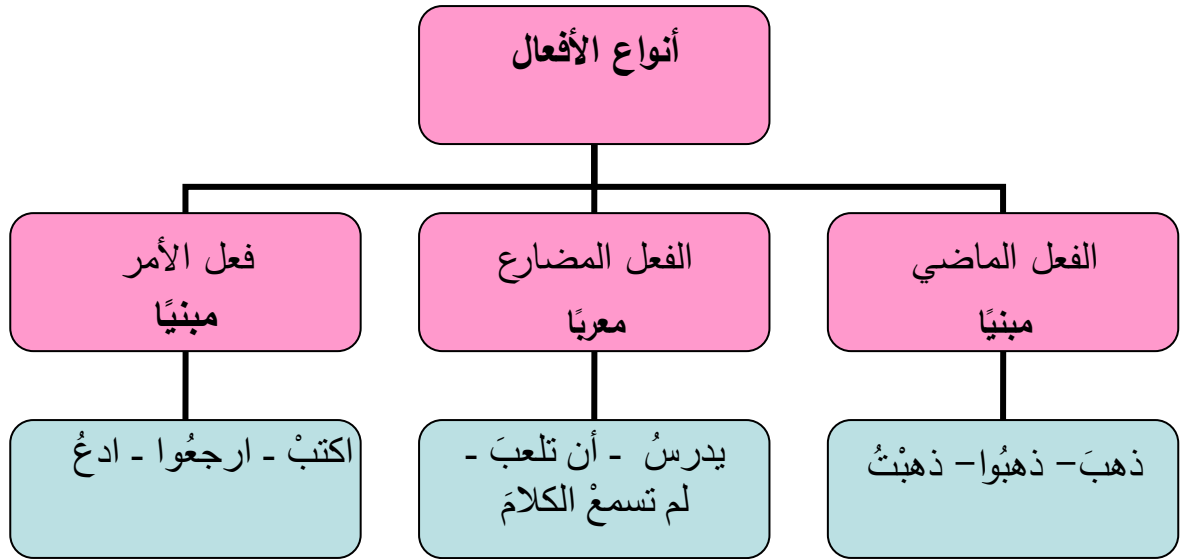 أنواع الأفعال
الفعل الماضي
مبنيًا
الفعل المضارع
معربًا
فعل الأمر
مبنيًا
ذهبَ – ذهبُوا – ذهبْتُ
يدرسُ - أن تلعبَ -
لم تسمعْ الكلامَ
اكتبْ - ارجعُوا - ادعُ